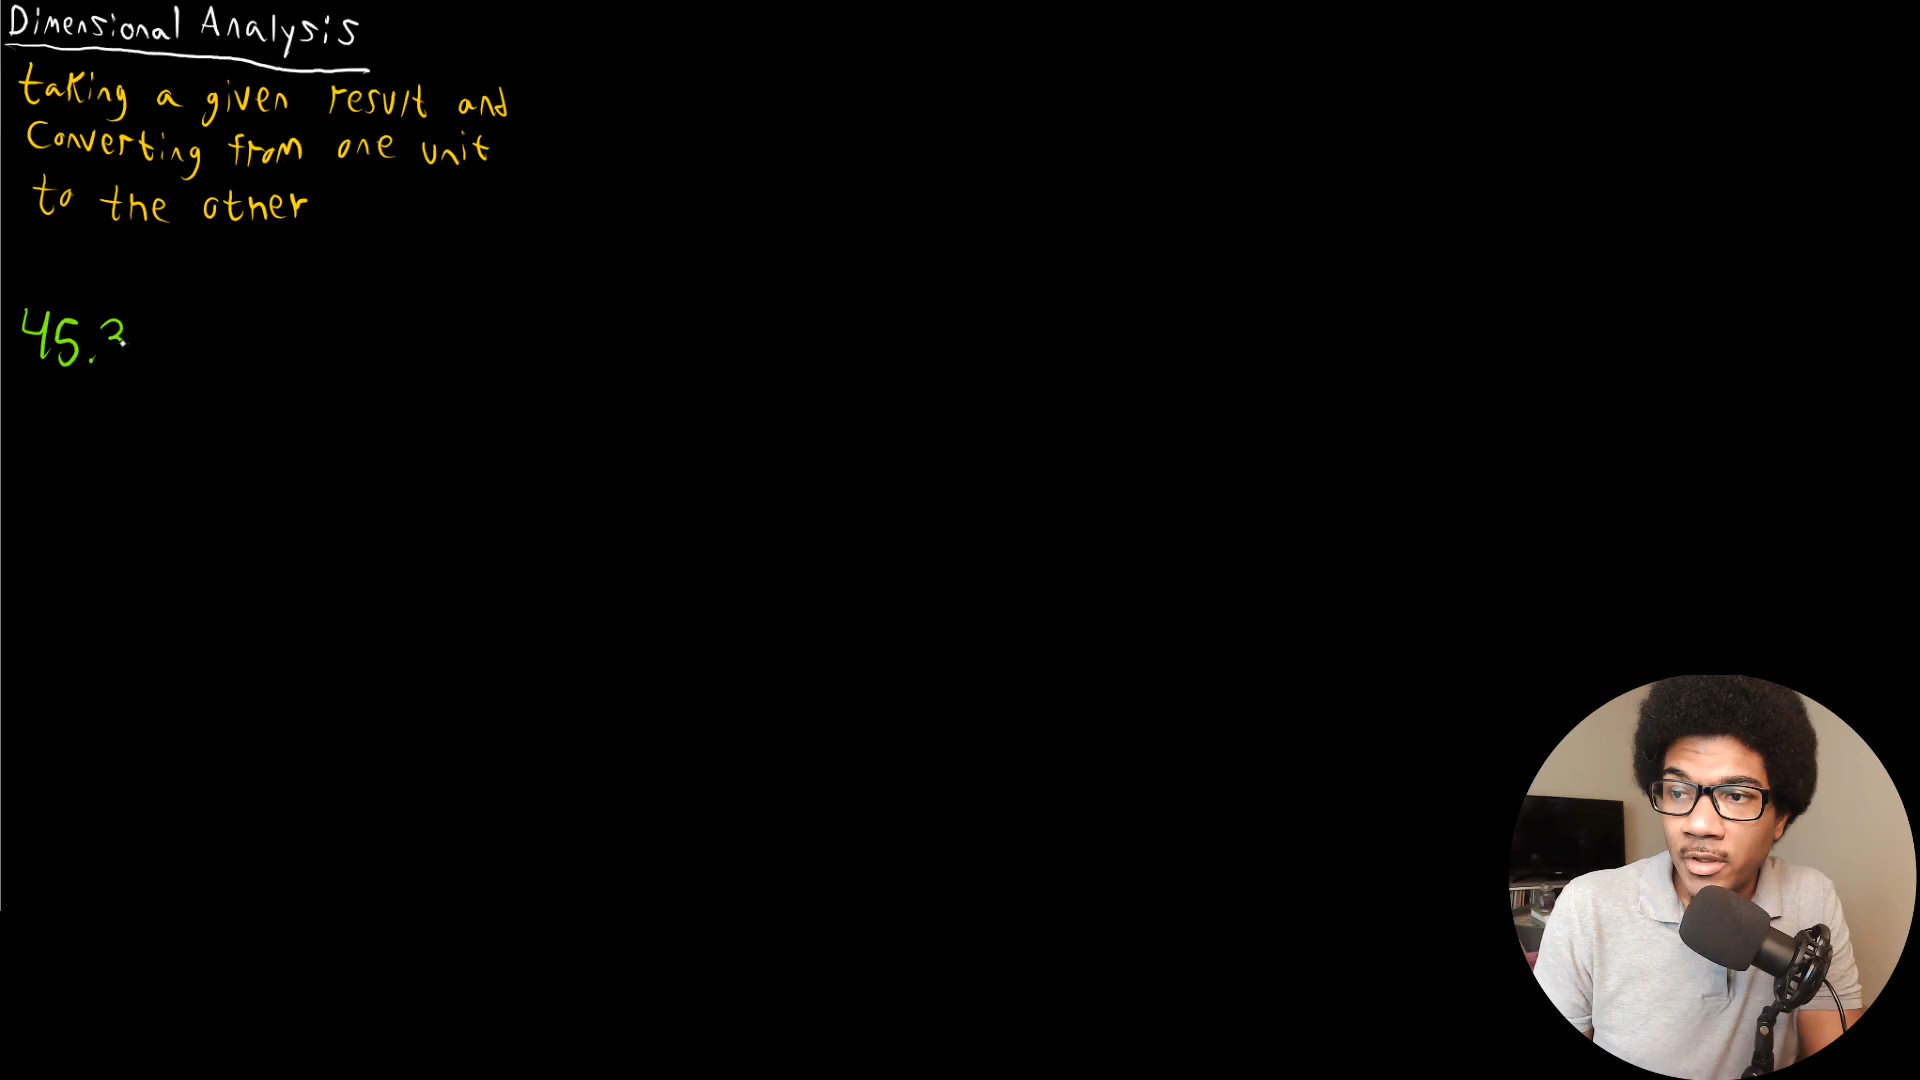 Dimensional Analysis
taking a given result and
Converting from one unit
to the other
45.3